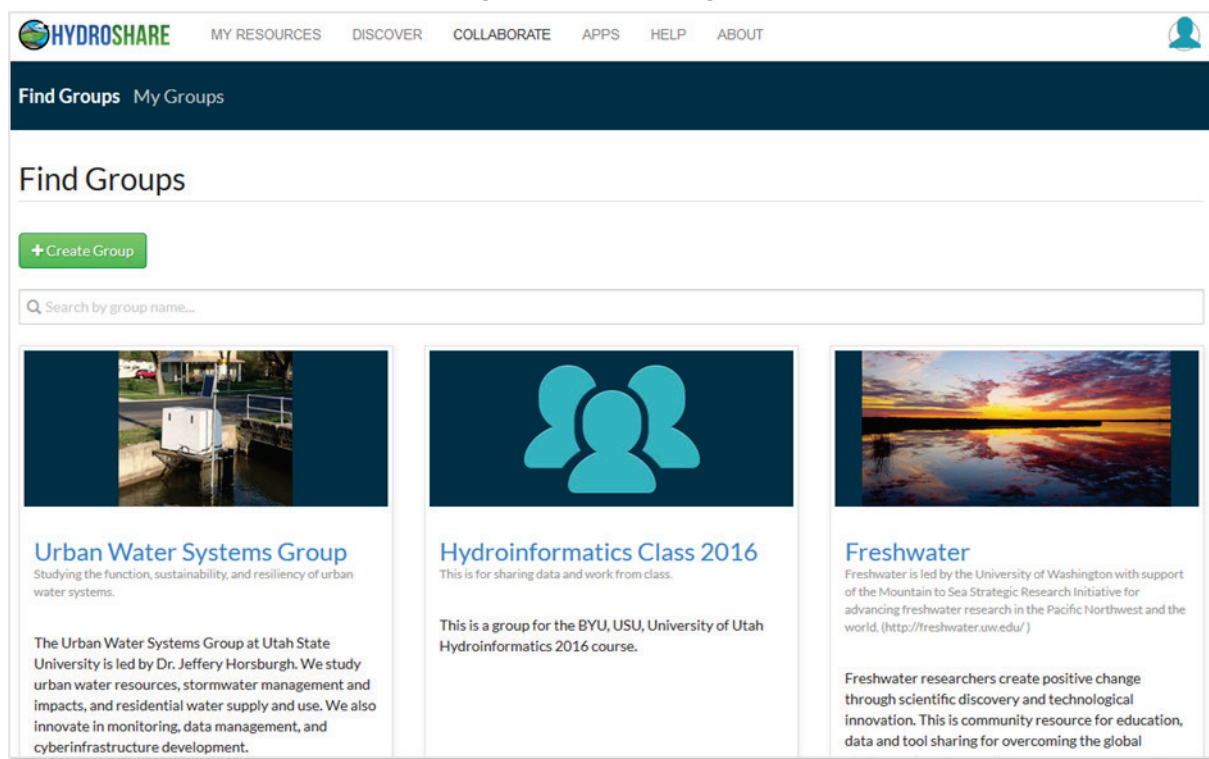 HYDROSHARE MY RESOURCES DISCOVER COLLABORATE APPS HELP ABOUT
Find Groups My Groups
Find Groups
+ Create Group
Search by group name...
Urban Water Systems Group
Studying the function, sustainability, and resiliency of urban
water systems.
The Urban Water Systems Group at Utah State
University is led by Dr. Jeffery Horsburgh. We study
urban water resources, stormwater management and
impacts, and residential water supply and use. We also
innovate in monitoring, data management, and
cyberinfrastructure development.
Hydroinformatics Class 2016
This is for sharing data and work from class.
This is a group for the BYU, USU, University of Utah
Hydroinformatics 2016 course.
Freshwater
Freshwater is led by the University of Washington with support
of the Mountain to Sea Strategic Research Initiative for
advancing freshwater research in the Pacific Northwest and the
world. (http://freshwater.uw.edu/ )
Freshwater researchers create positive change
through scientific discovery and technological
innovation. This is community resource for education,
data and tool sharing for overcoming the global